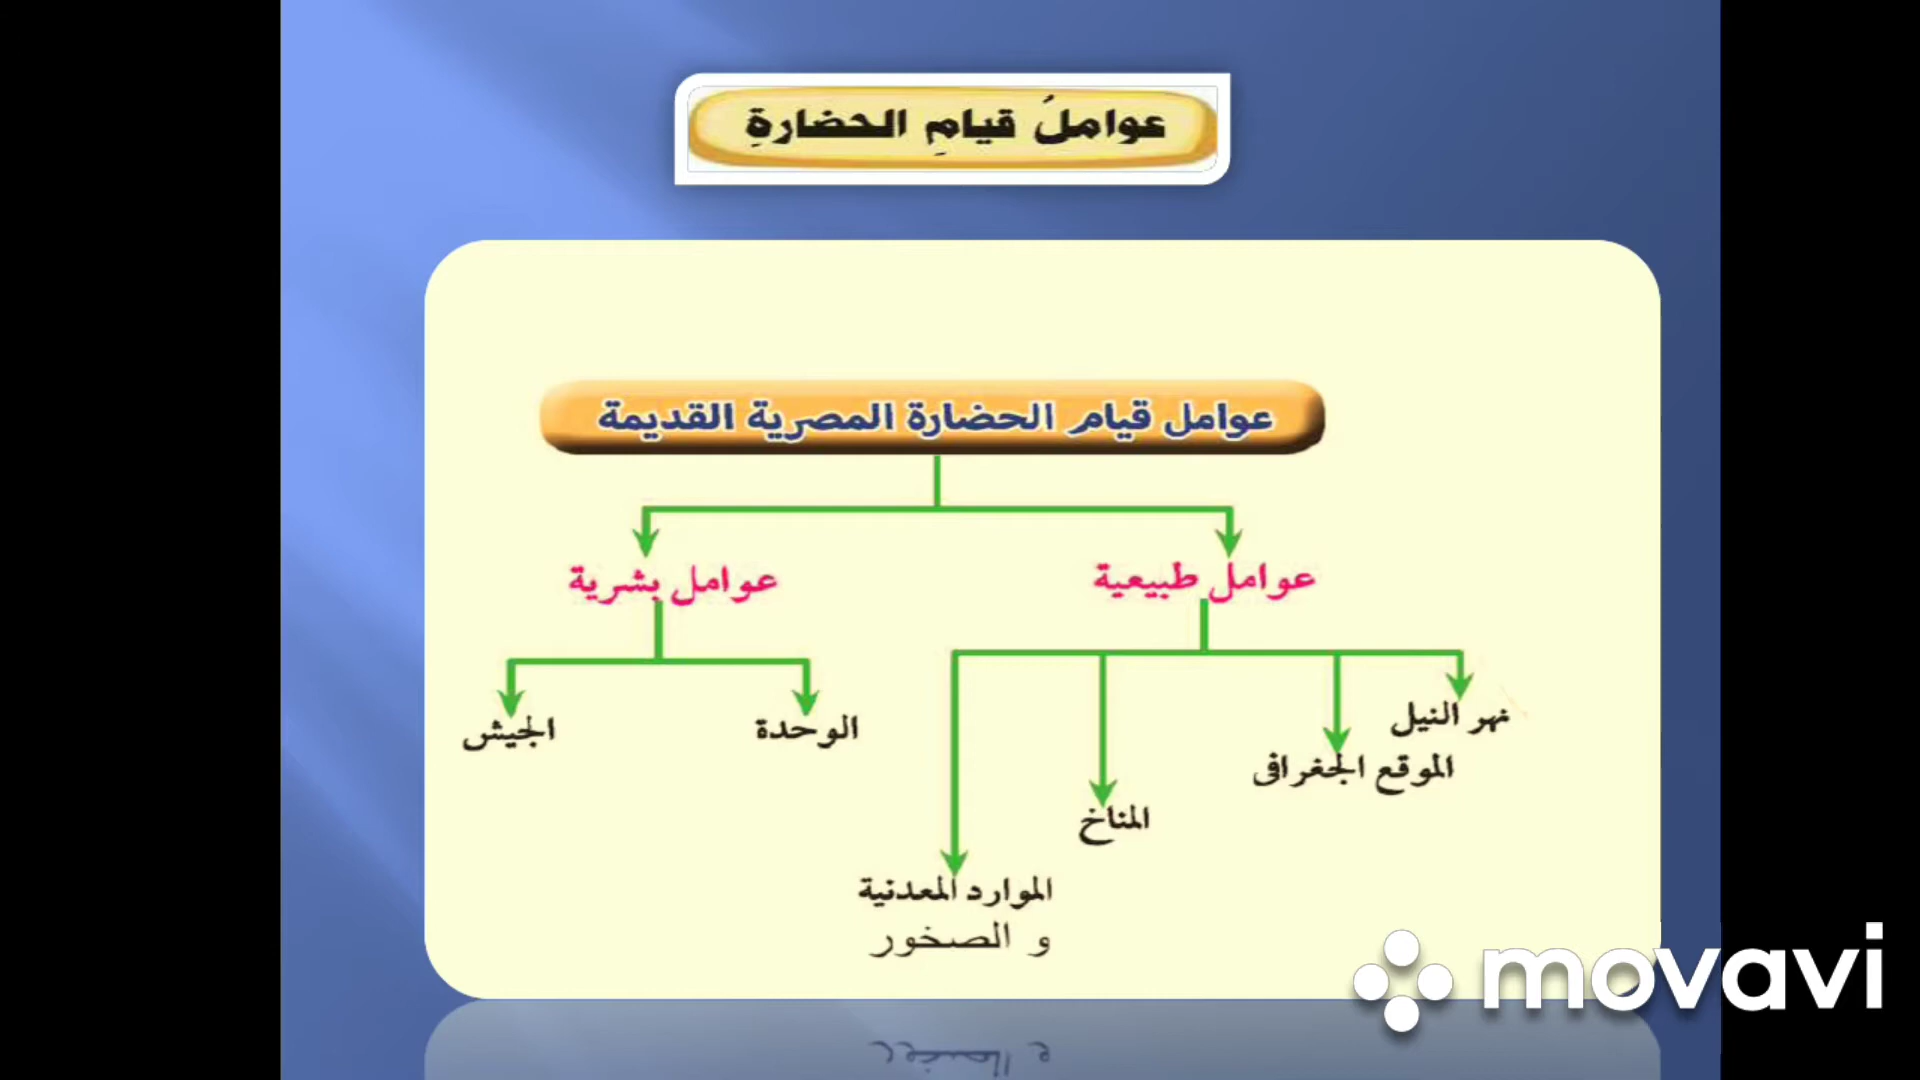 عواملُ قيامِ الحضارةِ
عوامل قيام الحضارة المصرية القديمة
عوامل طبيعية
عوامل بشرية
نهر النيل
الموقع الجغرافى
المناخ
الموارد المعدنية
و الصخور
الوحدة
الجيش
movavi